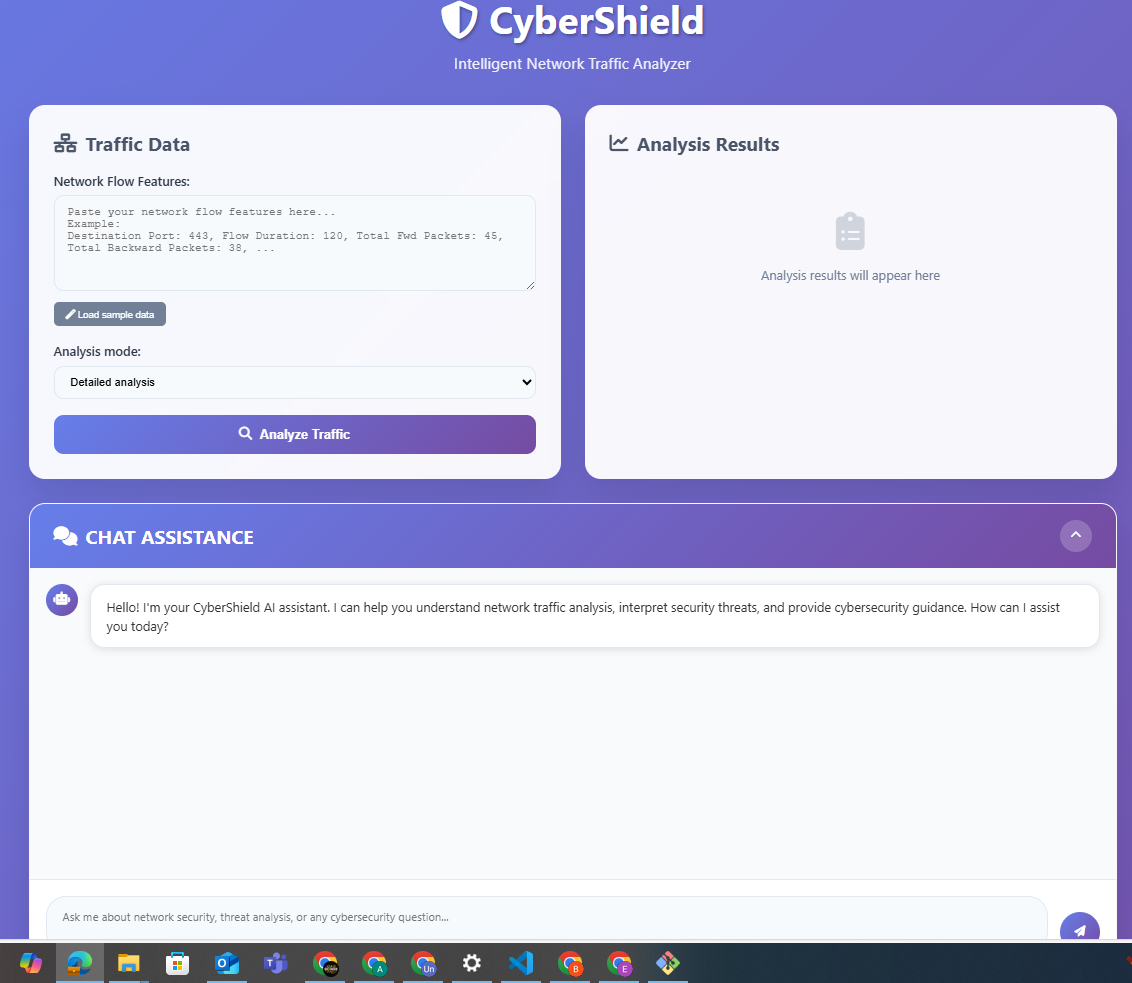 CyberShield
Intelligent Network Traffic Analyzer
Traffic Data
Network Flow Features:
Paste your network flow features here...
Example:
Destination Port: 443, Flow Duration: 120, Total Fwd Packets: 45,
Total Backward Packets: 38, ...
Load sample data
Analysis mode:
Detailed analysis
Analyze Traffic
Analysis Results
Analysis results will appear here
CHAT ASSISTANCE
Hello! I'm your CyberShield AI assistant. I can help you understand network traffic analysis, interpret security threats, and provide cybersecurity guidance. How can I assist
you today?
Ask me about network security, threat analysis, or any cybersecurity question...
O
T
A
Un
B
E